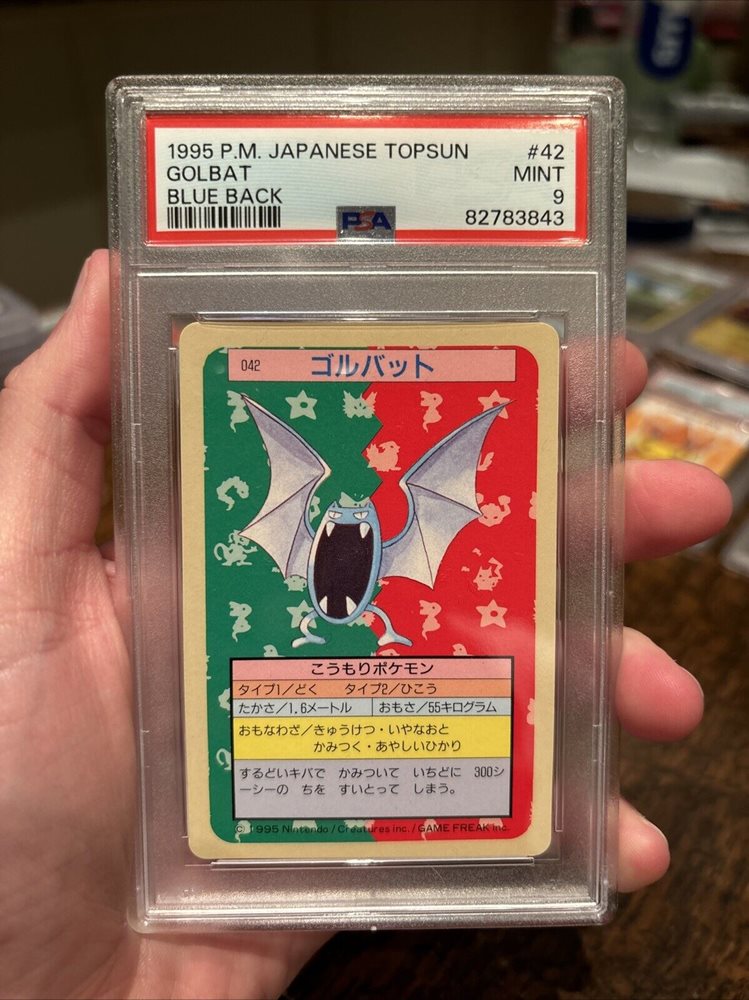 1995 P.M. JAPANESE TOPSUN #42
GOLBAT MINT
BLUE BACK 9
PSA 82783843
042 ゴルバット
こうもりポケモン
タイプ1/どく タイプ2/ひこう
たかさ/1.6メートル おもさ/55キログラム
おもなわざ/きゅうけつ・いやなおと
かみつく・あやしいひかり
するどいキバで かみついて いちどに 300シ
ーシーの ちを すいとって しまう。
© 1995 Nintendo / Creatures inc. / GAME FREAK inc.